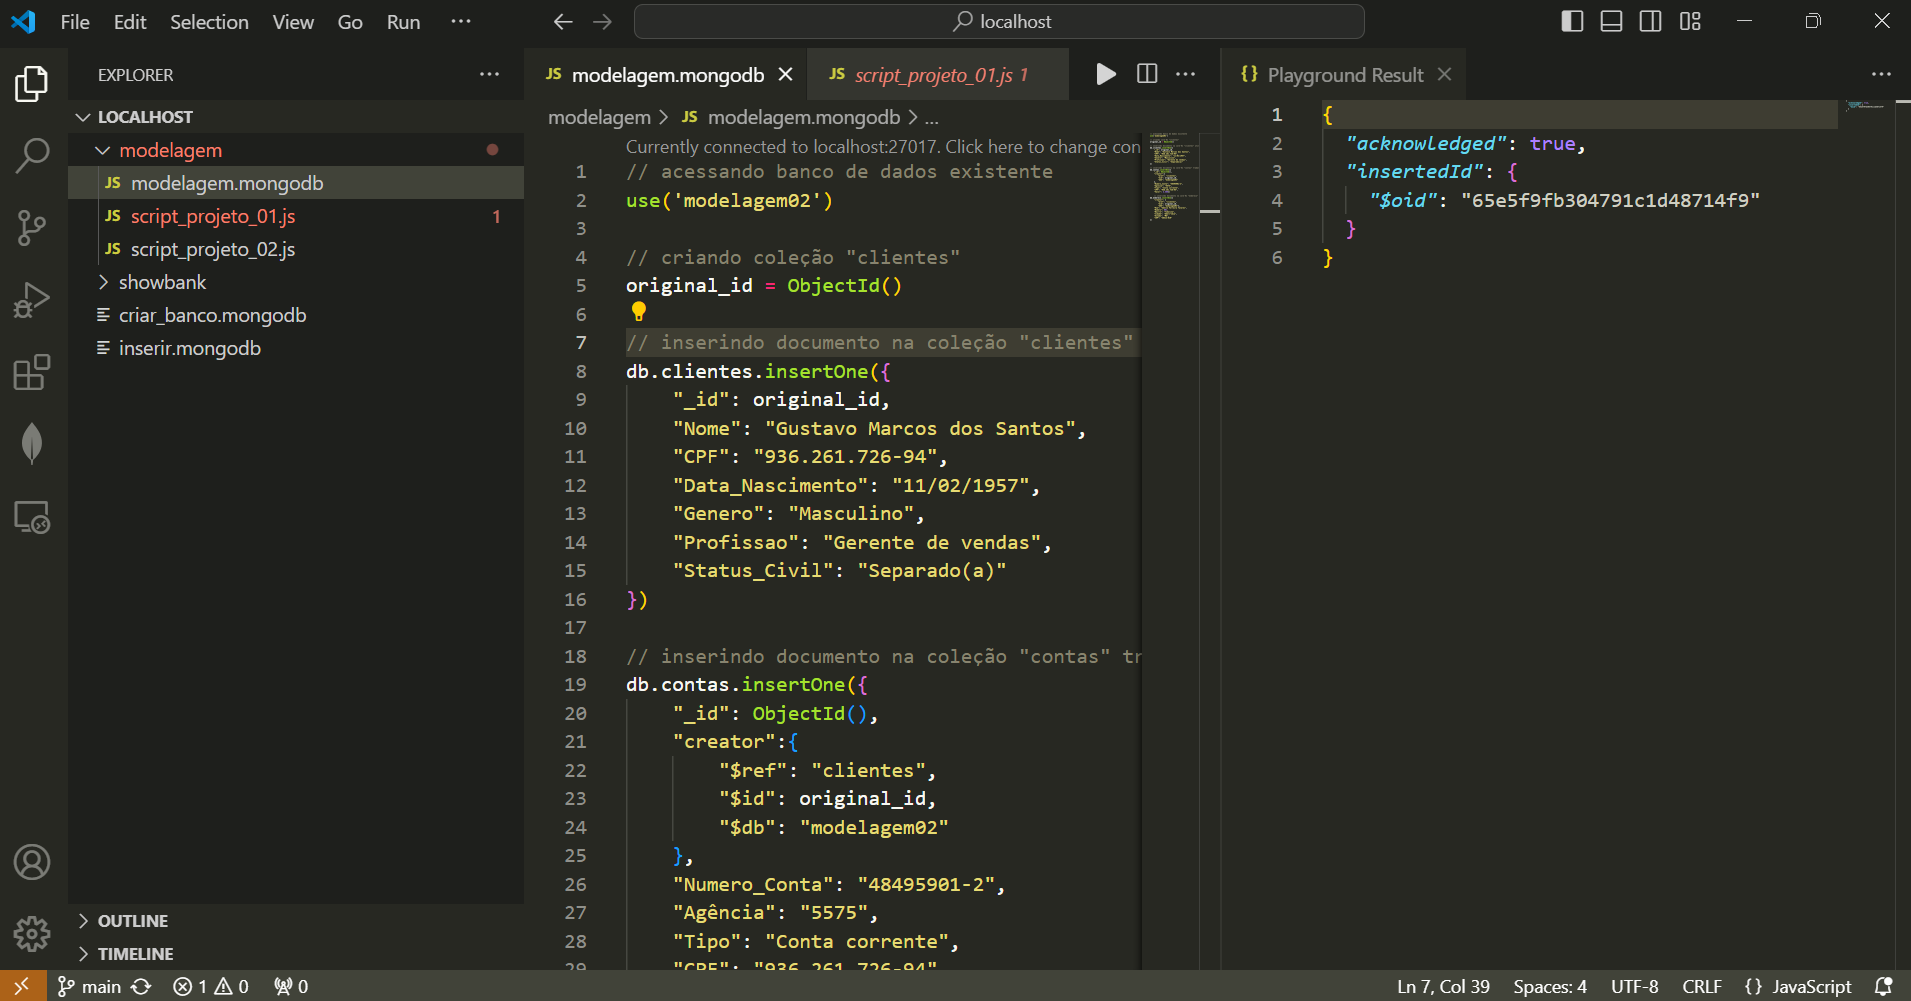 File Edit Selection View Go Run ···
localhost
EXPLORER ···
LOCALHOST
modelagem
JS modelagem.mongodb
JS script_projeto_01.js 1
JS script_projeto_02.js
showbank
criar_banco.mongodb
inserir.mongodb
OUTLINE
TIMELINE
JS modelagem.mongodb
JS script_projeto_01.js 1
modelagem > JS modelagem.mongodb > ...
Currently connected to localhost:27017. Click here to change con
1 // acessando banco de dados existente
2 use('modelagem02')
3
4 // criando coleção "clientes"
5 original_id = ObjectId()
6
7 // inserindo documento na coleção "clientes"
8 db.clientes.insertOne({
9 "_id": original_id,
10 "Nome": "Gustavo Marcos dos Santos",
11 "CPF": "936.261.726-94",
12 "Data_Nascimento": "11/02/1957",
13 "Genero": "Masculino",
14 "Profissao": "Gerente de vendas",
15 "Status_Civil": "Separado(a)"
16 })
17
18 // inserindo documento na coleção "contas" tr
19 db.contas.insertOne({
20 "_id": ObjectId(),
21 "creator":{
22 "$ref": "clientes",
23 "$id": original_id,
24 "$db": "modelagem02"
25 },
26 "Numero_Conta": "48495901-2",
27 "Agência": "5575",
28 "Tipo": "Conta corrente",
29 "CPF": "936.261.726-94"
{} Playground Result
1 {
2 "acknowledged": true,
3 "insertedId": {
4 "$oid": "65e5f9fb304791c1d48714f9"
5 }
6 }
main 1 0 0
Ln 7, Col 39 Spaces: 4 UTF-8 CRLF {} JavaScript